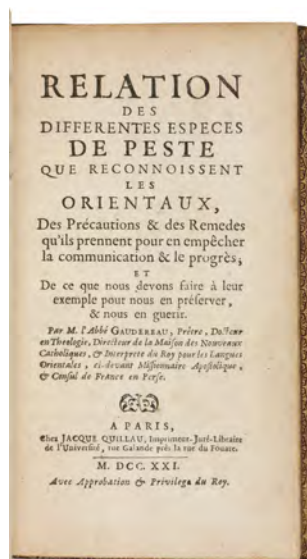 RELATION
DES
DIFFERENTES ESPECES
DE PESTE
QUE RECONNOISSENT
LES
ORIENTAUX,
Des Précautions & des Remedes
qu'ils prennent pour en empêcher
la communication & le progrès;
ET
De ce que nous devons faire à leur
exemple pour nous en préserver,
& nous en guerir.
Par M. l'Abbé GAUDEREAU, Prêtre, Docteur
en Theologie, Directeur de la Maison des Nouveaux
Catholiques, & Interprete du Roy pour les Langues
Orientales, ci-devant Missionnaire Apostolique,
& Consul de France en Perse.
A PARIS,
Chez JACQUE QUILLAU, Imprimeur-Juré-Libraire
de l'Université, rue Galande près la rue du Fouare.
M. DCC. XXI.
Avec Approbation & Privilege du Roy.